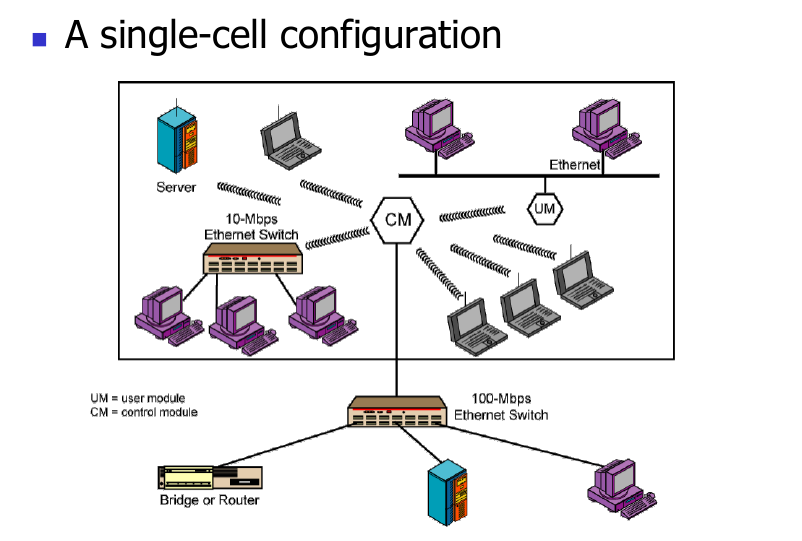 A single-cell configuration
Ethernet
Server
UM
CM
10-Mbps
Ethernet Switch
UM = user module
CM = control module
100-Mbps
Ethernet Switch
Bridge or Router